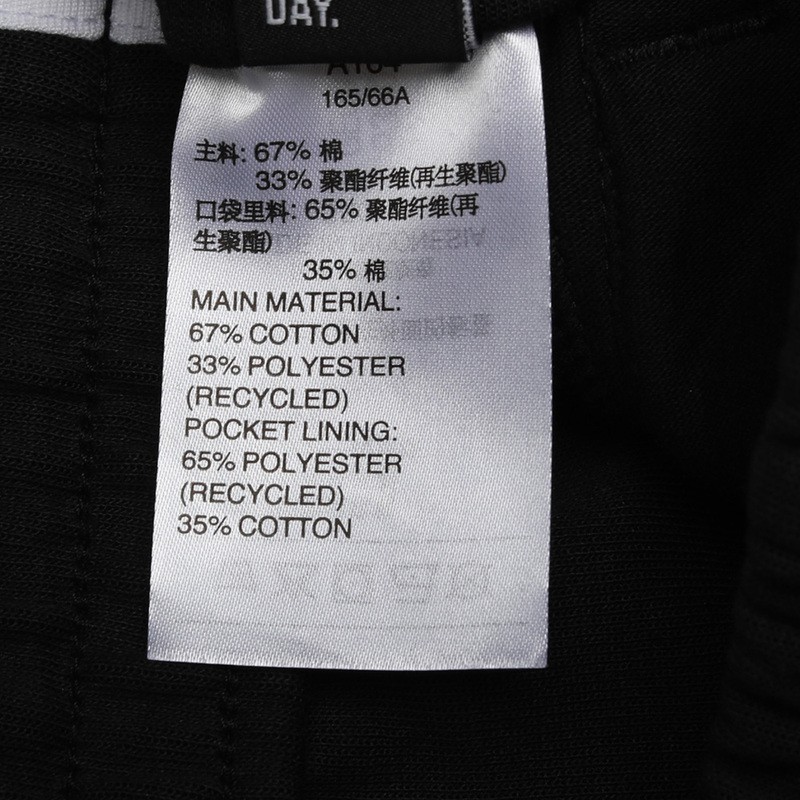 DAY.
165/66A
主料: 67% 棉
33% 聚酯纤维(再生聚酯)
口袋里料: 65% 聚酯纤维(再
生聚酯)
35% 棉
MAIN MATERIAL:
67% COTTON
33% POLYESTER
(RECYCLED)
POCKET LINING:
65% POLYESTER
(RECYCLED)
35% COTTON